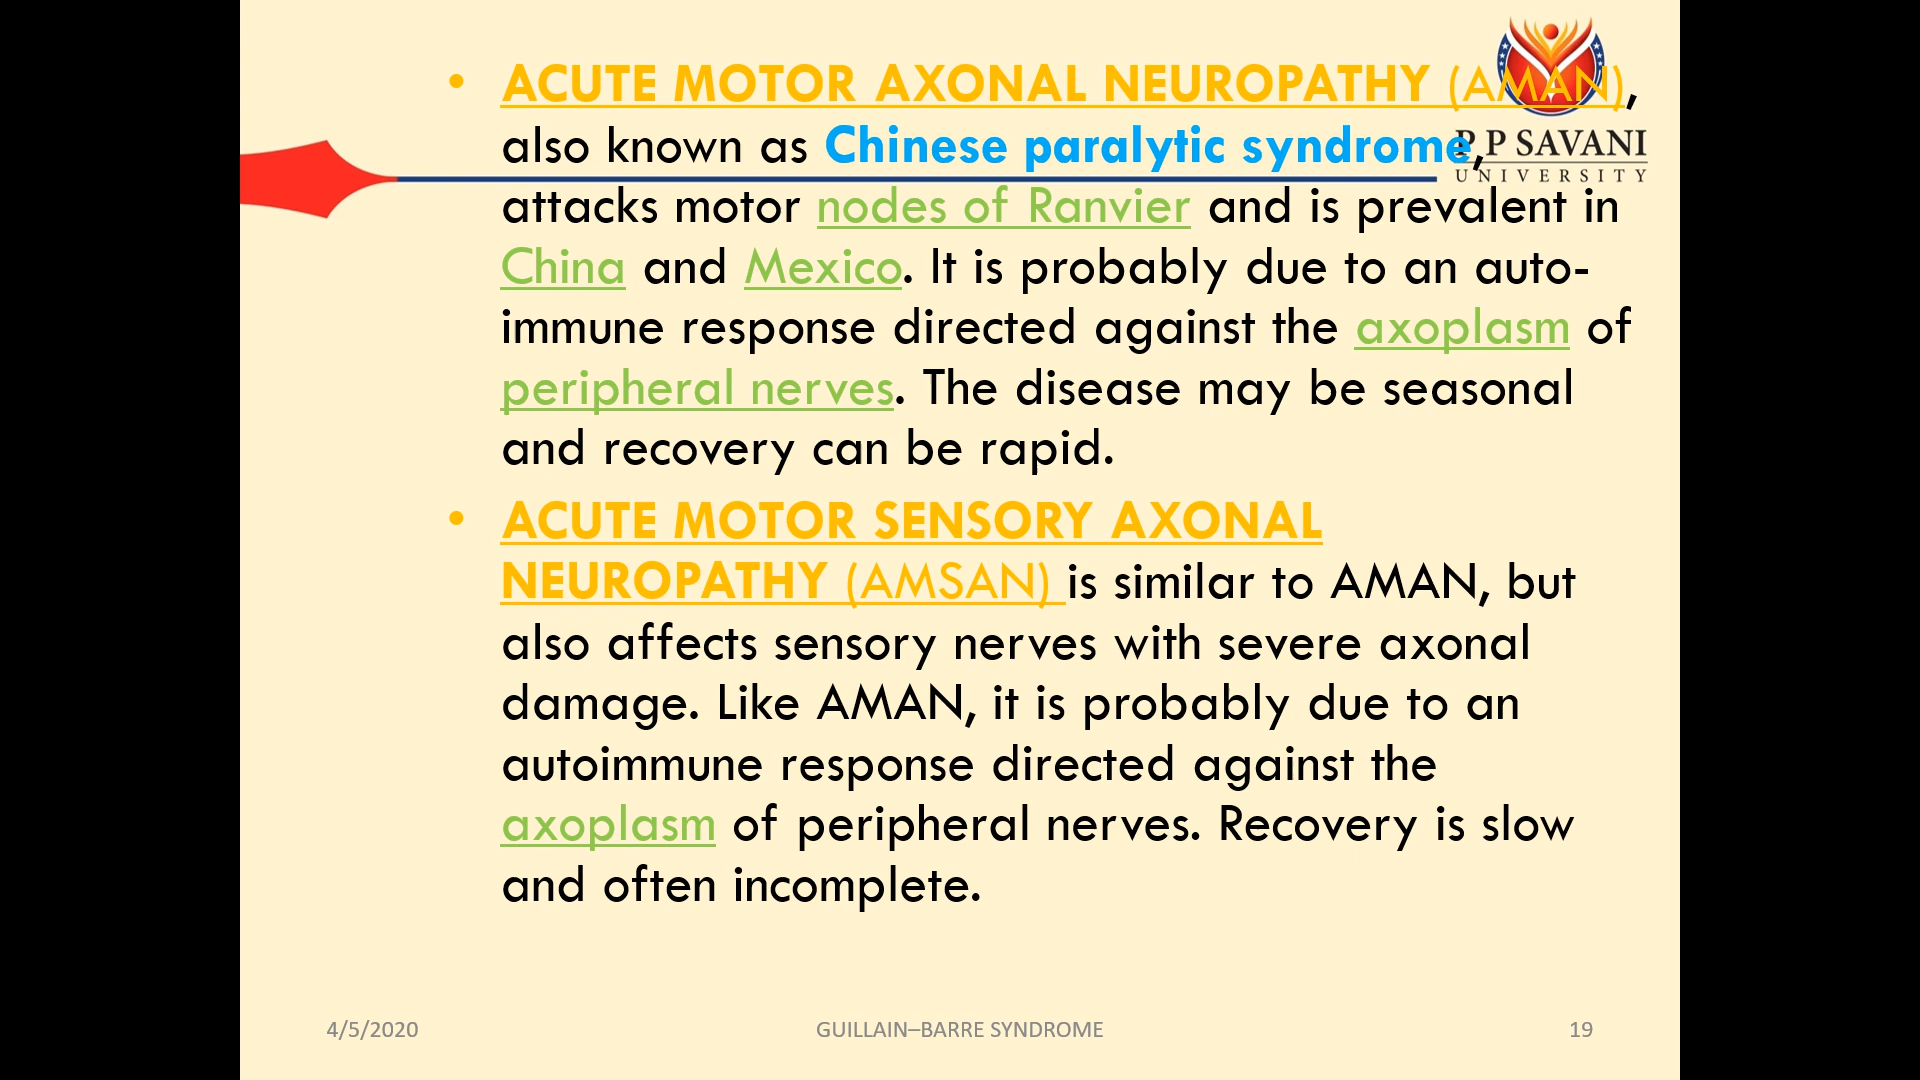 • ACUTE MOTOR AXONAL NEUROPATHY (AMAN),
also known as Chinese paralytic syndrome,
attacks motor nodes of Ranvier and is prevalent in
China and Mexico. It is probably due to an auto-
immune response directed against the axoplasm of
peripheral nerves. The disease may be seasonal
and recovery can be rapid.
• ACUTE MOTOR SENSORY AXONAL
NEUROPATHY (AMSAN) is similar to AMAN, but
also affects sensory nerves with severe axonal
damage. Like AMAN, it is probably due to an
autoimmune response directed against the
axoplasm of peripheral nerves. Recovery is slow
and often incomplete.
P P SAVANI
UNIVERSITY
4/5/2020
GUILLAIN–BARRE SYNDROME
19